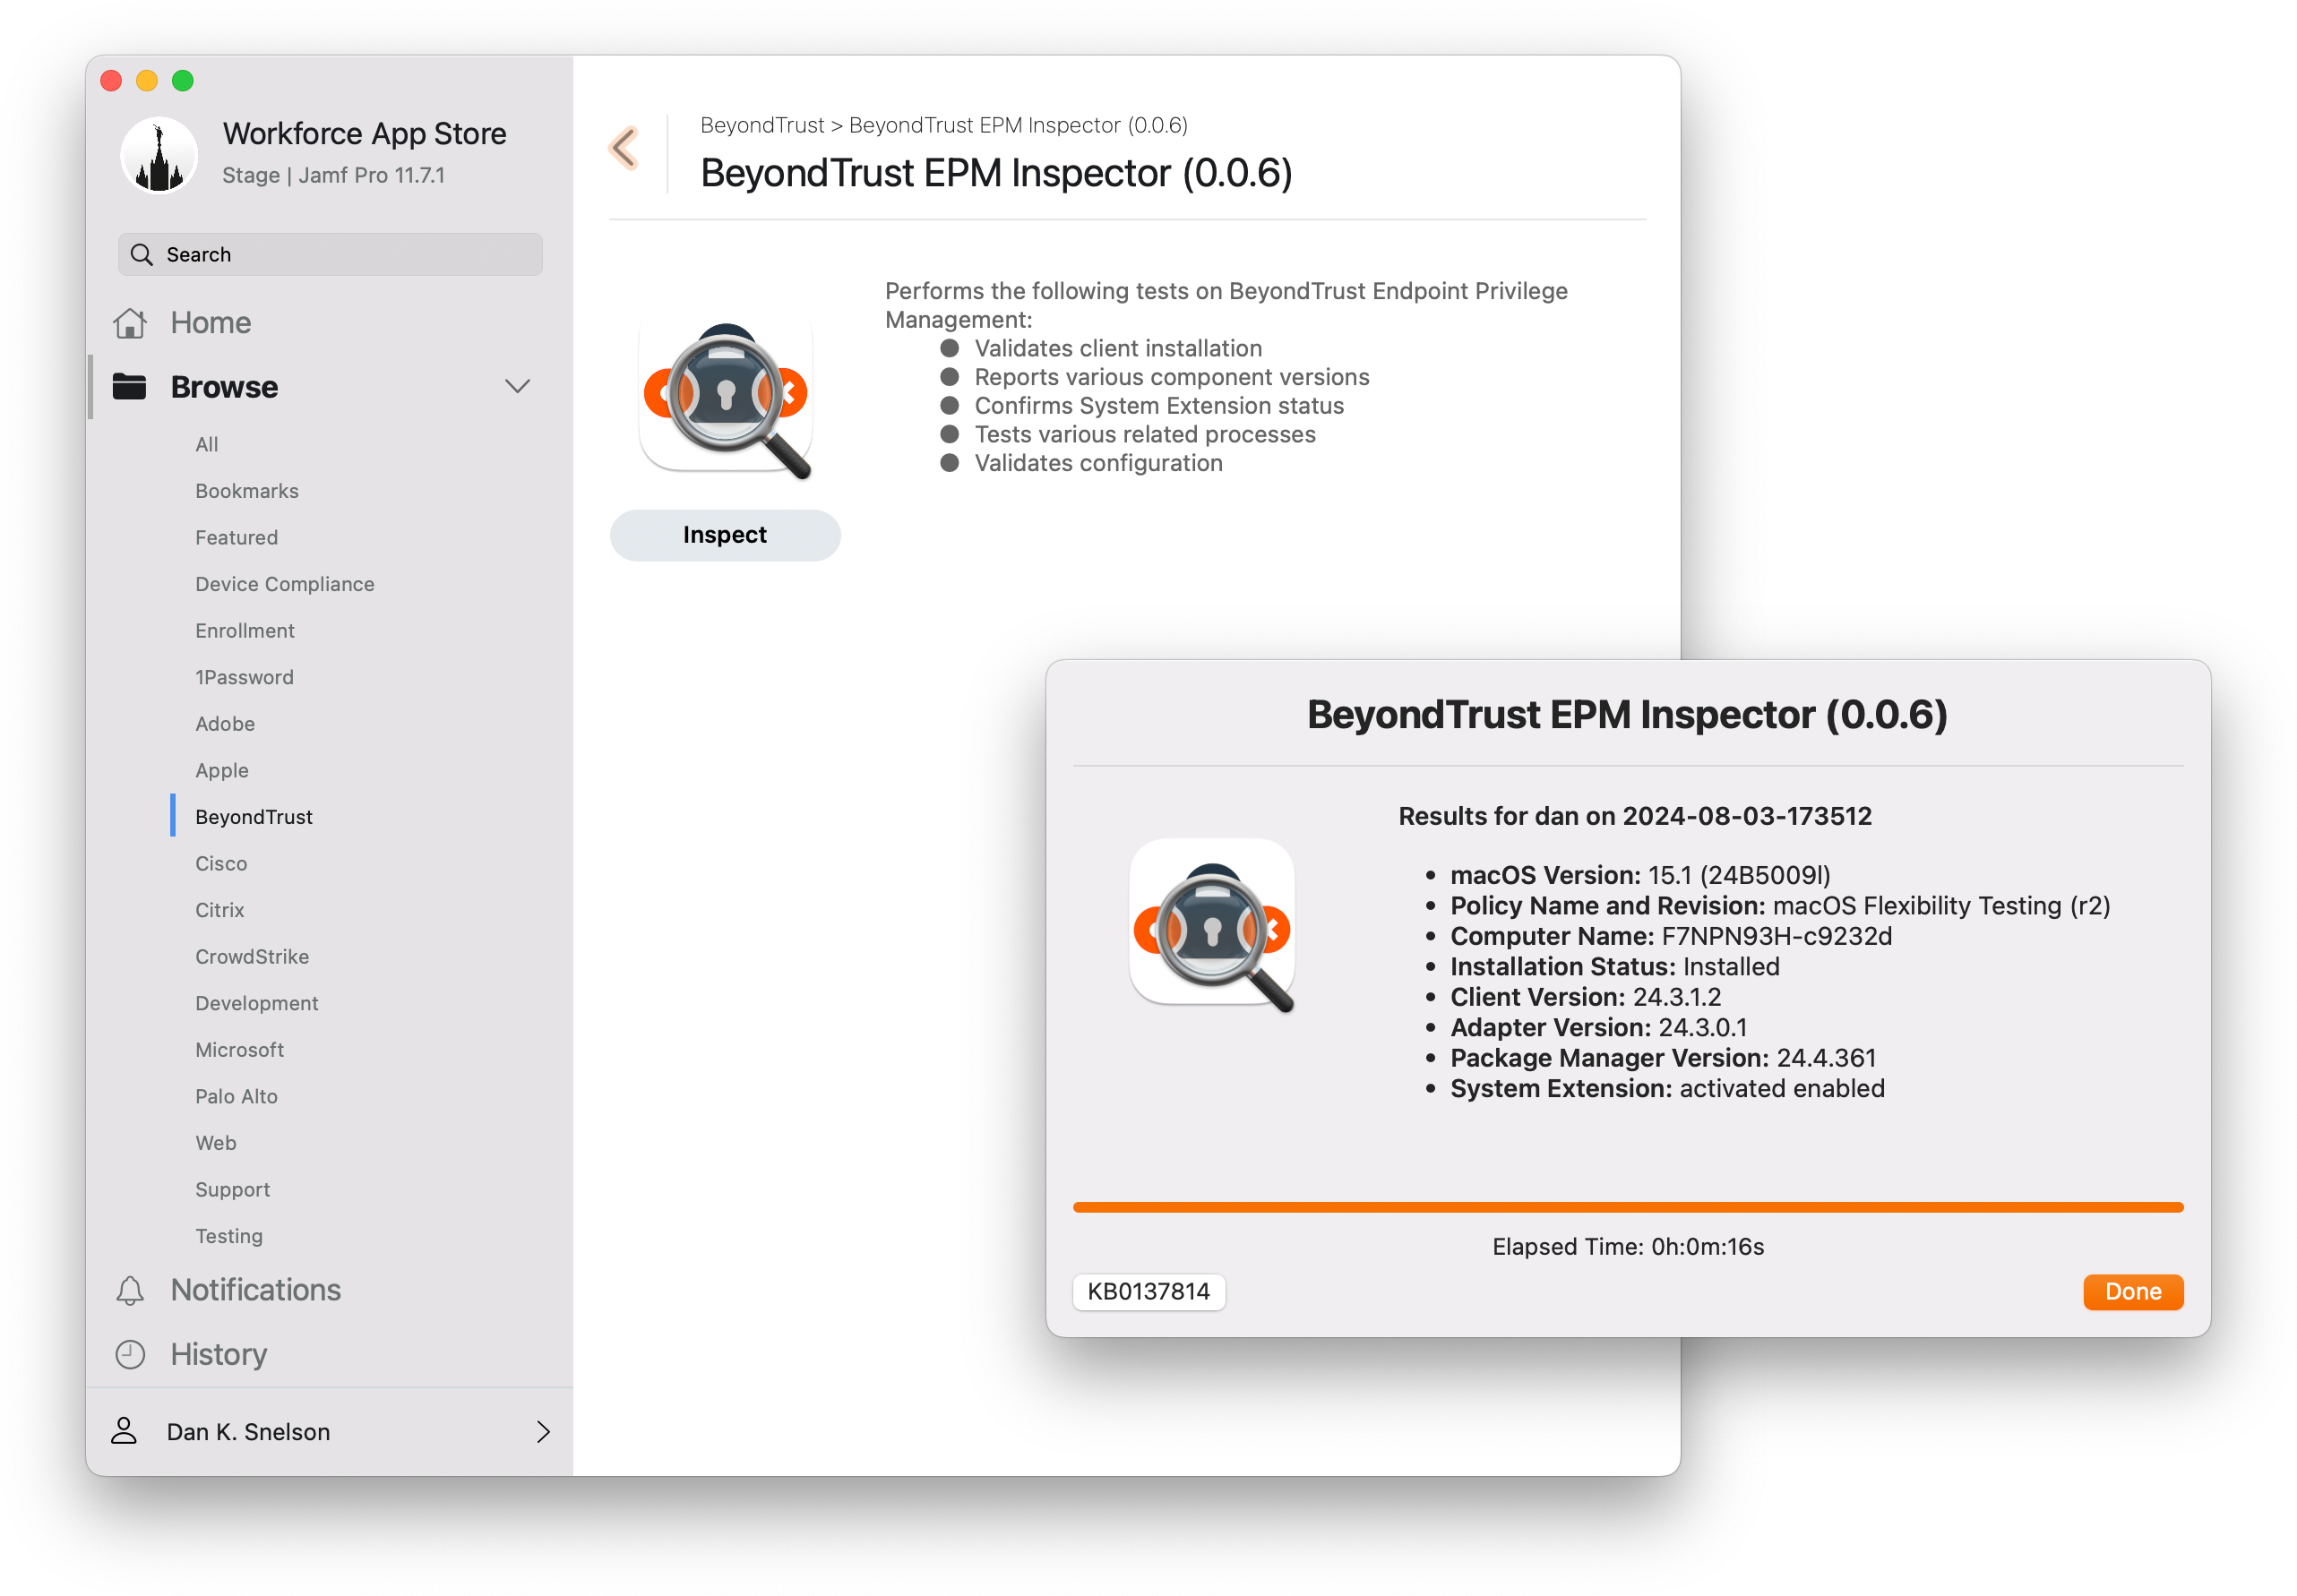 Workforce App Store
Stage | Jamf Pro 11.7.1
Search
Home
Browse
All
Bookmarks
Featured
Device Compliance
Enrollment
1Password
Adobe
Apple
BeyondTrust
Cisco
Citrix
CrowdStrike
Development
Microsoft
Palo Alto
Web
Support
Testing
Notifications
History
Dan K. Snelson
BeyondTrust > BeyondTrust EPM Inspector (0.0.6)
BeyondTrust EPM Inspector (0.0.6)
Performs the following tests on BeyondTrust Endpoint Privilege
Management:
● Validates client installation
● Reports various component versions
● Confirms System Extension status
● Tests various related processes
● Validates configuration
Inspect
BeyondTrust EPM Inspector (0.0.6)
Results for dan on 2024-08-03-173512
• macOS Version: 15.1 (24B5009l)
• Policy Name and Revision: macOS Flexibility Testing (r2)
• Computer Name: F7NPN93H-c9232d
• Installation Status: Installed
• Client Version: 24.3.1.2
• Adapter Version: 24.3.0.1
• Package Manager Version: 24.4.361
• System Extension: activated enabled
Elapsed Time: 0h:0m:16s
KB0137814
Done